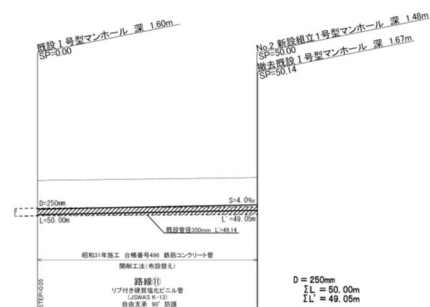 既設Ⅰ号型マンホール 深 1.60m
SP=0.00
No.2 新設組立1号型マンホール 深 1.48m
SP=50.00
撤去既設Ⅰ号型マンホール 深 1.67m
SP=50.14
D=250mm
S=4.0‰
L=50.00m
L'=49.05m
既設管径350mm L'=49.14
昭和31年施工 台帳番号496 鉄筋コンクリート管
開削工法(布設替え)
路線⑪
リブ付き硬質塩化ビニル管
(JSWAS K-13)
自由支承 90°防護
STEP=0.05
D = 250mm
ΣL = 50.00m
ΣL' = 49.05m